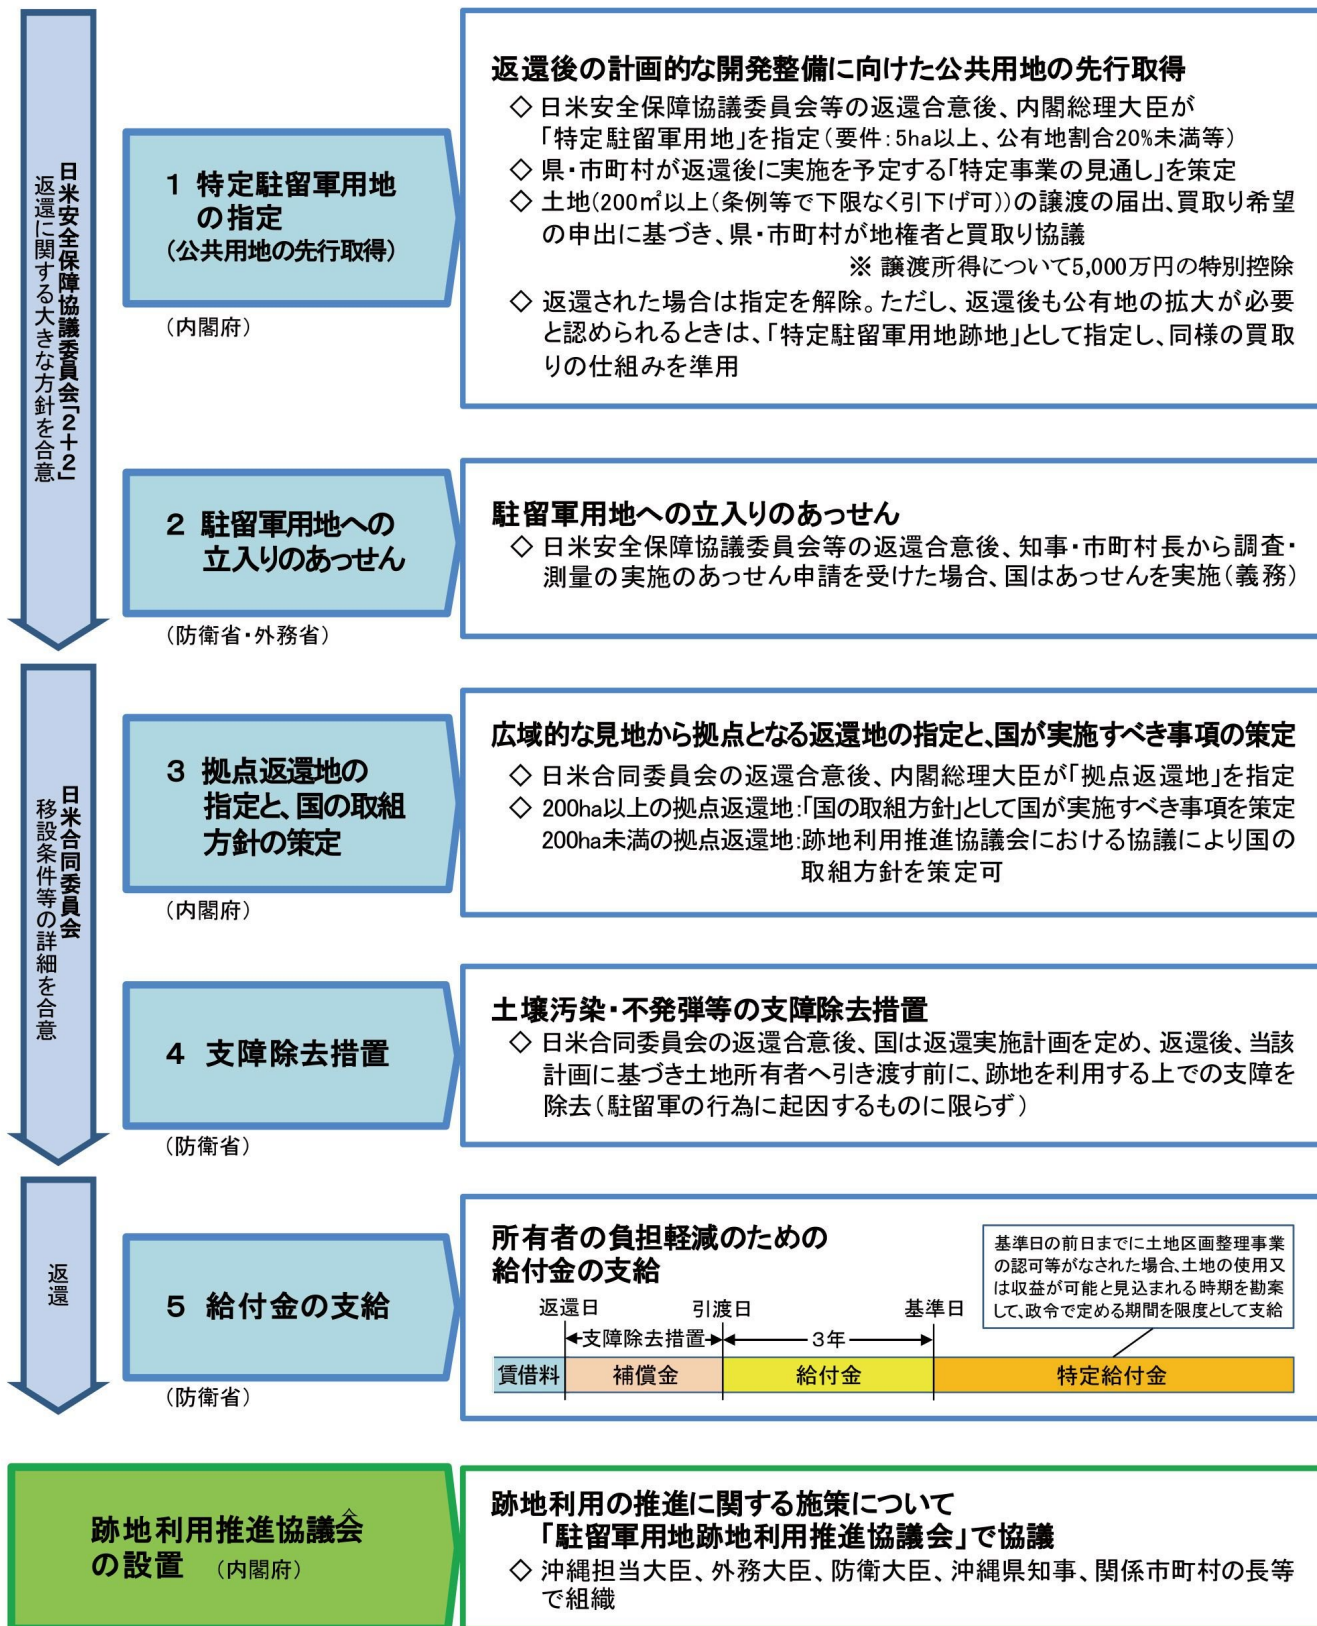 日米安全保障協議委員会「2+2」
返還に関する大きな方針を合意
1 特定駐留軍用地
の指定
(公共用地の先行取得)
(内閣府)
返還後の計画的な開発整備に向けた公共用地の先行取得
◇ 日米安全保障協議委員会等の返還合意後、内閣総理大臣が
「特定駐留軍用地」を指定(要件:5ha以上、公有地割合20%未満等)
◇ 県・市町村が返還後に実施を予定する「特定事業の見通し」を策定
◇ 土地(200㎡以上(条例等で下限なく引下げ可))の譲渡の届出、買取り希望
の申出に基づき、県・市町村が地権者と買取り協議
※ 譲渡所得について5,000万円の特別控除
◇ 返還された場合は指定を解除。ただし、返還後も公有地の拡大が必要
と認められるときは、「特定駐留軍用地跡地」として指定し、同様の買取
りの仕組みを準用
2 駐留軍用地への
立入りのあっせん
(防衛省・外務省)
駐留軍用地への立入りのあっせん
◇ 日米安全保障協議委員会等の返還合意後、知事・市町村長から調査・
測量の実施のあっせん申請を受けた場合、国はあっせんを実施(義務)
日米合同委員会
移設条件等の詳細を合意
3 拠点返還地の
指定と、国の取組
方針の策定
(内閣府)
広域的な見地から拠点となる返還地の指定と、国が実施すべき事項の策定
◇ 日米合同委員会の返還合意後、内閣総理大臣が「拠点返還地」を指定
◇ 200ha以上の拠点返還地:「国の取組方針」として国が実施すべき事項を策定
200ha未満の拠点返還地:跡地利用推進協議会における協議により国の
取組方針を策定可
4 支障除去措置
(防衛省)
土壌汚染・不発弾等の支障除去措置
◇ 日米合同委員会の返還合意後、国は返還実施計画を定め、返還後、当該
計画に基づき土地所有者へ引き渡す前に、跡地を利用する上での支障を
除去(駐留軍の行為に起因するものに限らず)
返還
5 給付金の支給
(防衛省)
所有者の負担軽減のための
給付金の支給
基準日の前日までに土地区画整理事業
の認可等がなされた場合、土地の使用又
は収益が可能と見込まれる時期を勘案
して、政令で定める期間を限度として支給
返還日 引渡日 基準日
支障除去措置 3年
賃借料 補償金 給付金 特定給付金
跡地利用推進協議会
の設置 (内閣府)
跡地利用の推進に関する施策について
「駐留軍用地跡地利用推進協議会」で協議
◇ 沖縄担当大臣、外務大臣、防衛大臣、沖縄県知事、関係市町村の長等
で組織